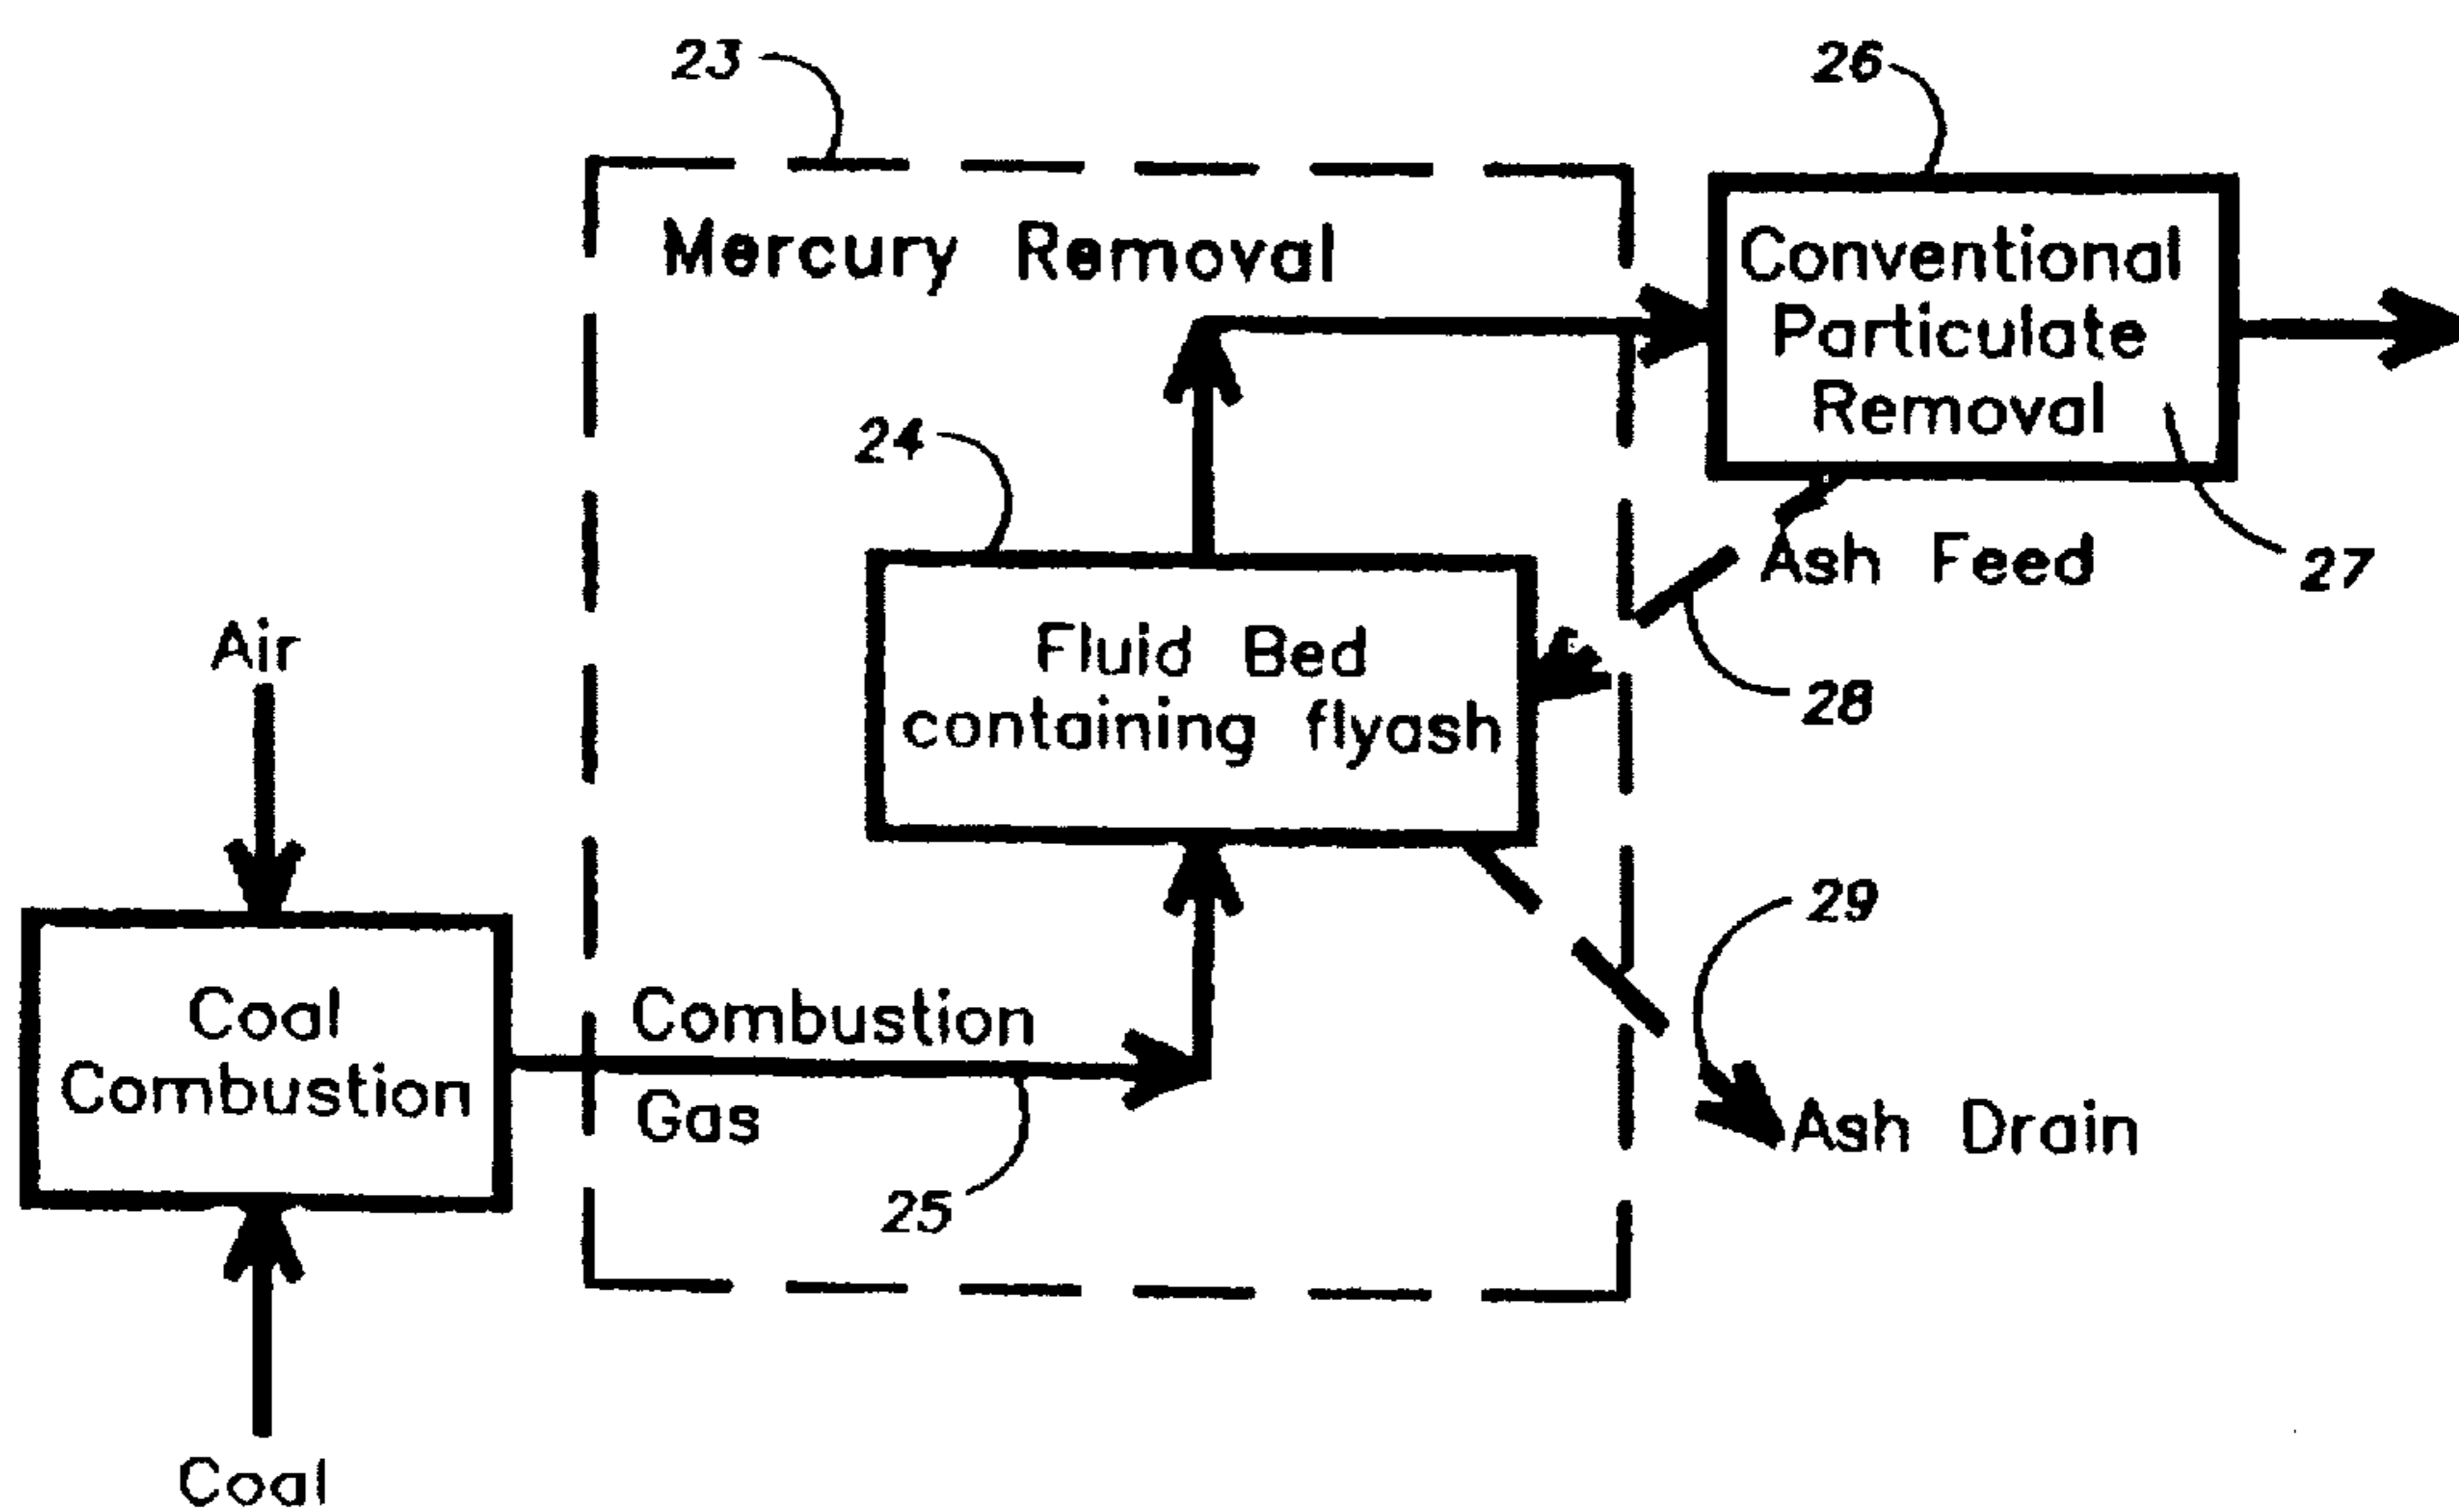 23
26
Mercury Removal
Conventional
Particulate
Removal
24
Ash Feed
27
Air
Fluid Bed
containing flyash
28
29
Coal
Combustion
Combustion
Gas
Ash Drain
25
Coal